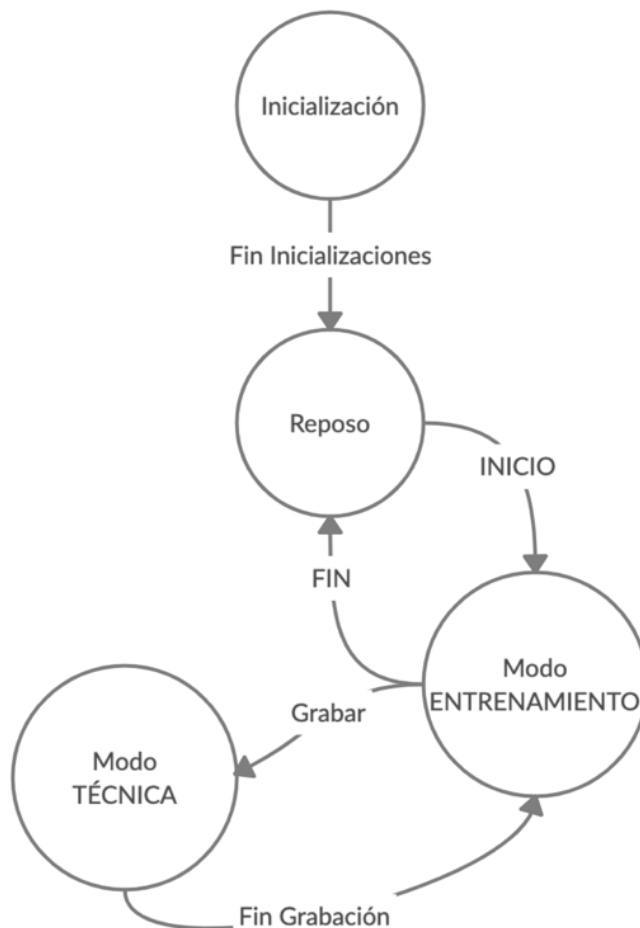 Inicialización
Fin Inicializaciones
Reposo
INICIO
FIN
Modo
ENTRENAMIENTO
Grabar
Modo
TÉCNICA
Fin Grabación